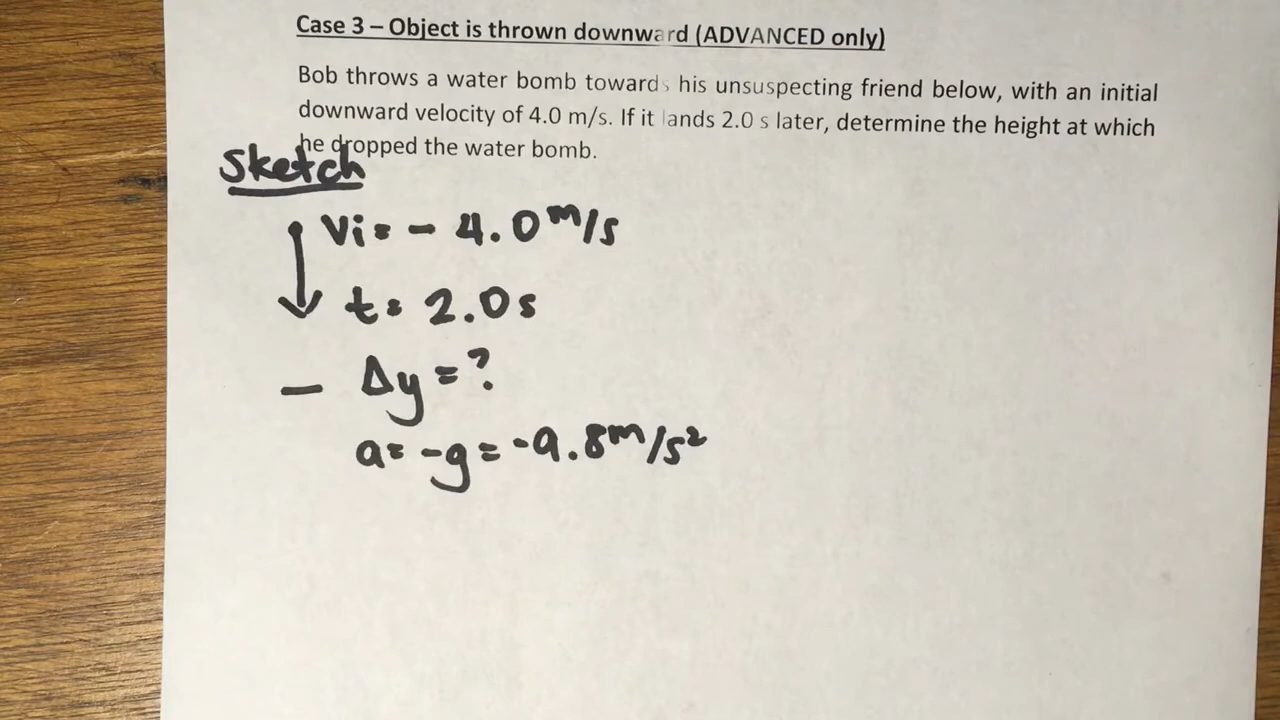 Case 3 – Object is thrown downward (ADVANCED only)
Bob throws a water bomb towards his unsuspecting friend below, with an initial
downward velocity of 4.0 m/s. If it lands 2.0 s later, determine the height at which
he dropped the water bomb.
Sketch
Vi = - 4.0 m/s
t = 2.0 s
- Δy = ?
a = -g = -9.8 m/s²